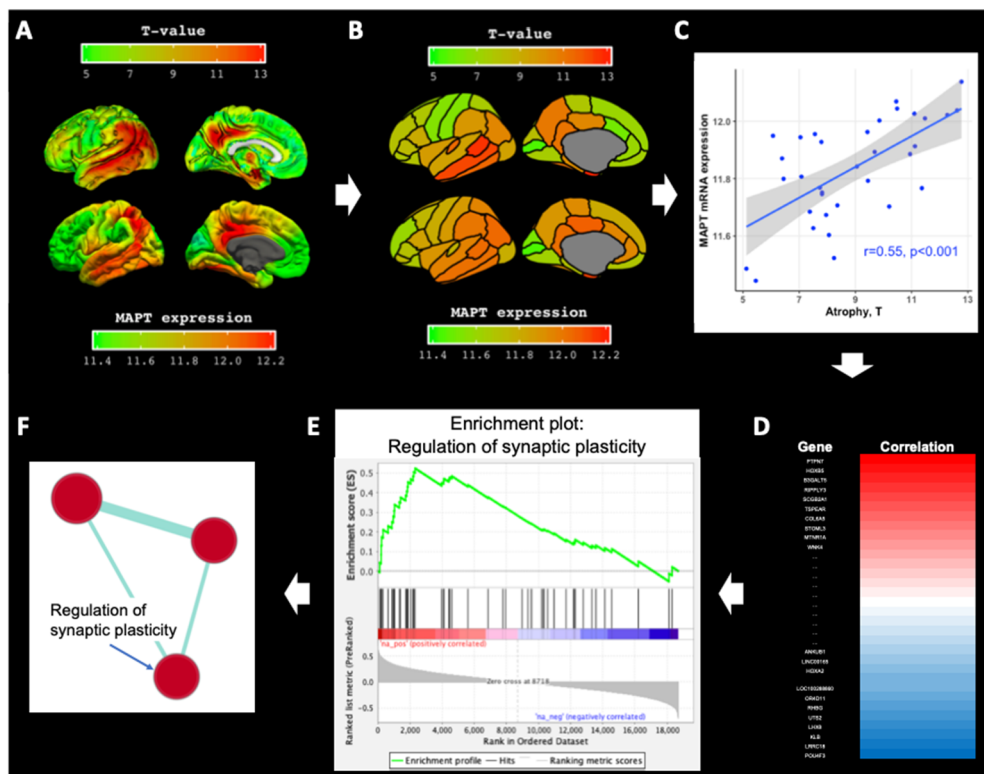 A
T-value
5 7 9 11 13
MAPT expression
11.4 11.6 11.8 12.0 12.2
B
T-value
5 7 9 11 13
MAPT expression
11.4 11.6 11.8 12.0 12.2
C
MAPT mRNA expression
12.0
11.8
11.6
r=0.55, p<0.001
5 7 9 11 13
Atrophy, T
D
Gene Correlation
PTPN7
HOXB5
B3GALT5
RIPPLY3
SCGB2A1
TSPEAR
COL8A8
STOML3
MTNR1A
WNK4
...
...
...
...
...
...
...
...
...
...
ANKUB1
LINC00165
HOXA2
OR4D11
RHBG
UTS2
LHX8
KLB
LRRC18
POU4F3
E
Enrichment plot:
Regulation of synaptic plasticity
Enrichment score (ES)
0.5
0.4
0.3
0.2
0.1
0.0
Ranked list metric (PreRanked)
'na_pos' (positively correlated)
0.5
Zero cross at 8718
0.0
-0.5
'na_neg' (negatively correlated)
0 2,000 4,000 6,000 8,000 10,000 12,000 14,000 16,000 18,000
Rank in Ordered Dataset
Enrichment profile Hits Ranking metric scores
F
Regulation of
synaptic plasticity